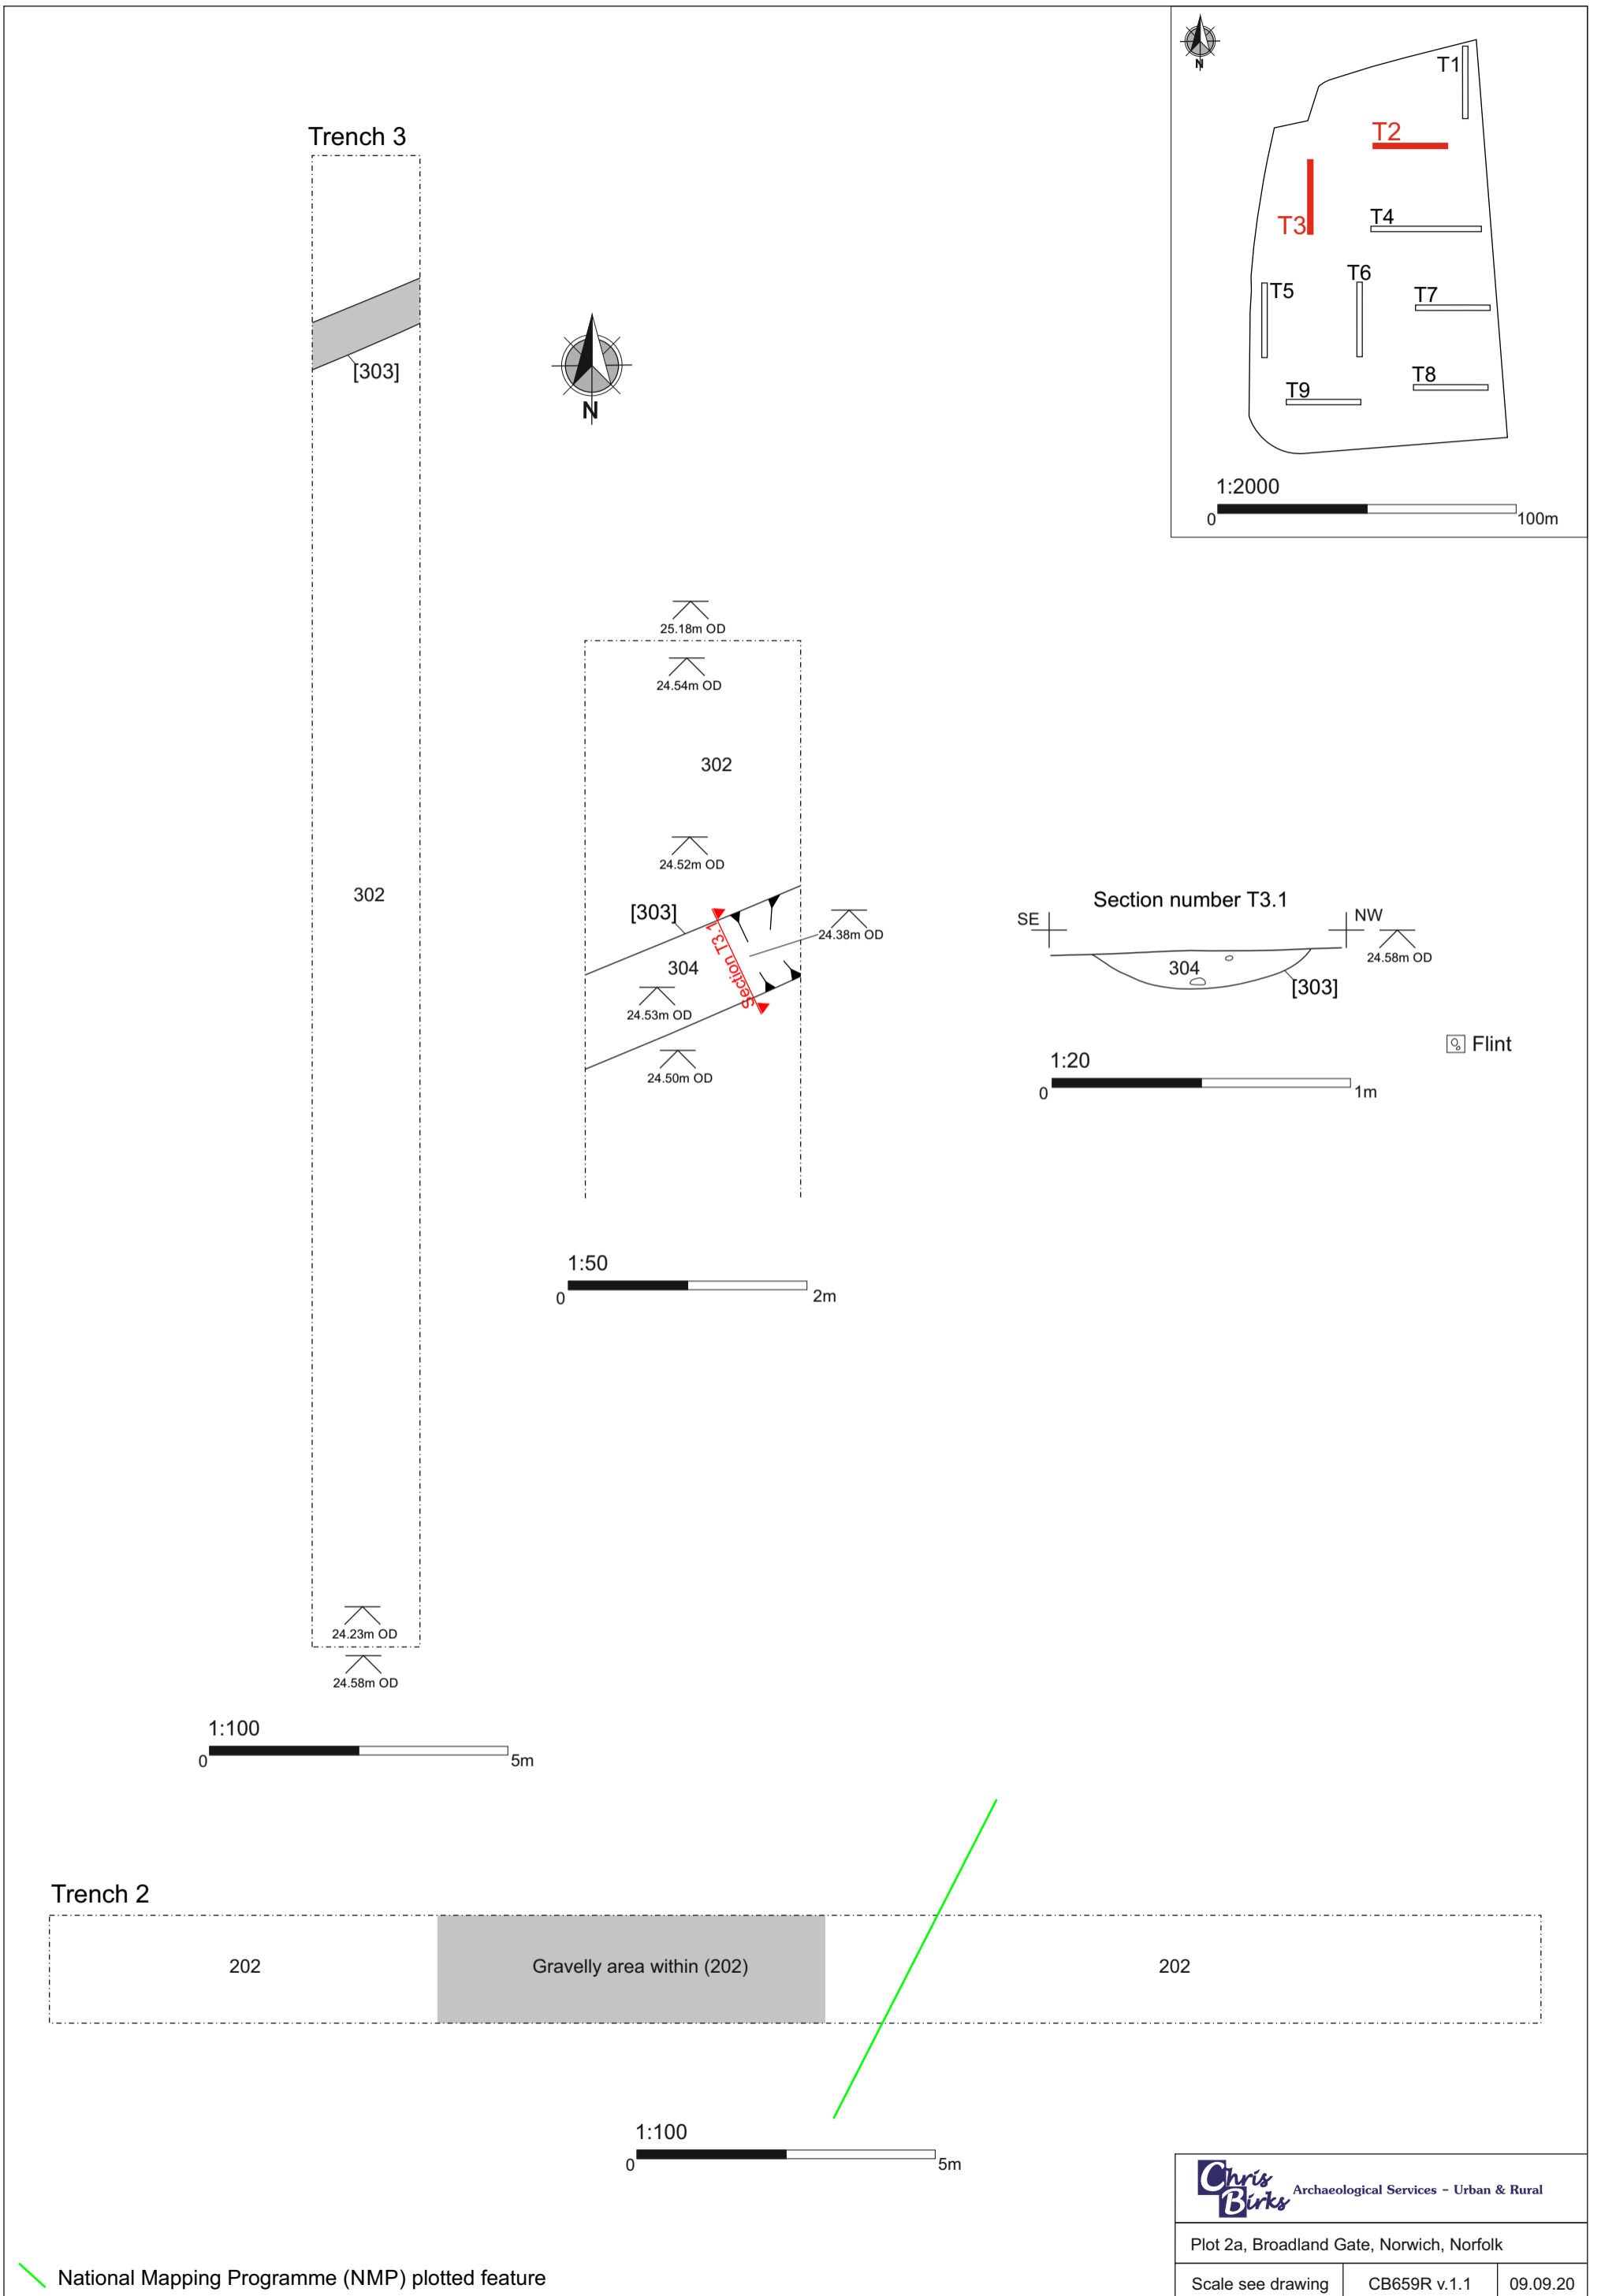 N
T1
T2
T3
T4
T5
T6
T7
T8
T9
1:2000
0
100m
Trench 3
[303]
302
24.23m OD
24.58m OD
1:100
0
5m
N
25.18m OD
24.54m OD
302
24.52m OD
[303]
24.38m OD
Section T3.1
304
24.53m OD
24.50m OD
1:50
0
2m
Section number T3.1
SE
NW
24.58m OD
304
[303]
Flint
1:20
0
1m
Trench 2
202
Gravelly area within (202)
202
1:100
0
5m
National Mapping Programme (NMP) plotted feature
Chris
Birks
Archaeological Services - Urban & Rural
Plot 2a, Broadland Gate, Norwich, Norfolk
Scale see drawing
CB659R v.1.1
09.09.20